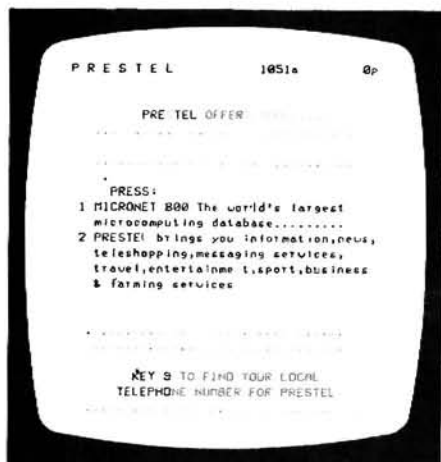 PRESTEL 1051a 0p
PRE TEL OFFER
PRESS:
1 MICRONET 800 The world's largest
microcomputing database.........
2 PRESTEL brings you information,news,
teleshopping,messaging services,
travel,entertainme t,sport,business
& farming services
KEY 9 TO FIND YOUR LOCAL
TELEPHONE NUMBER FOR PRESTEL